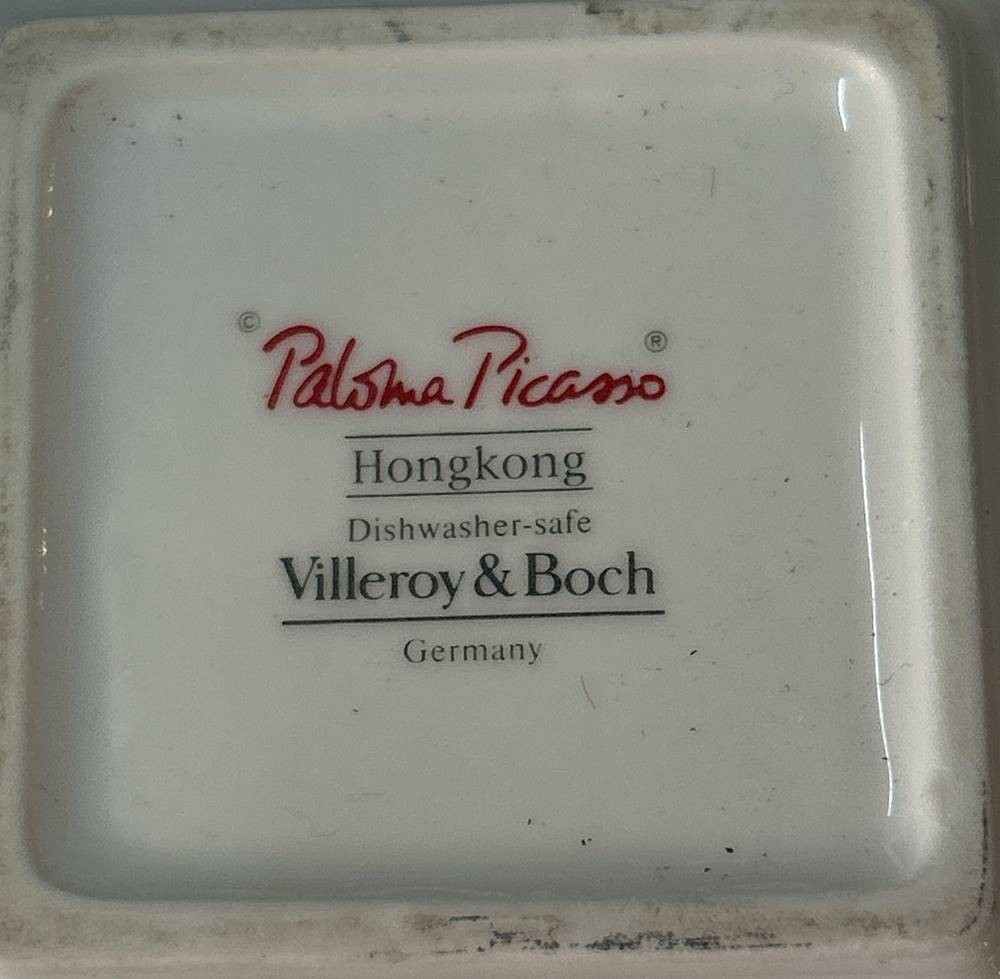 © Paloma Picasso ®
Hongkong
Dishwasher-safe
Villeroy & Boch
Germany